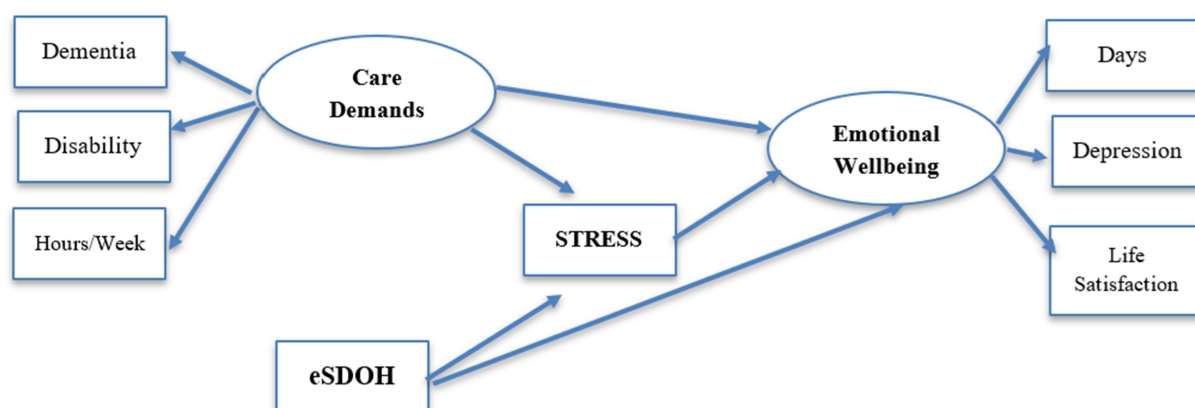 Dementia
Disability
Hours/Week
Care
Demands
STRESS
eSDOH
Emotional
Wellbeing
Days
Depression
Life
Satisfaction